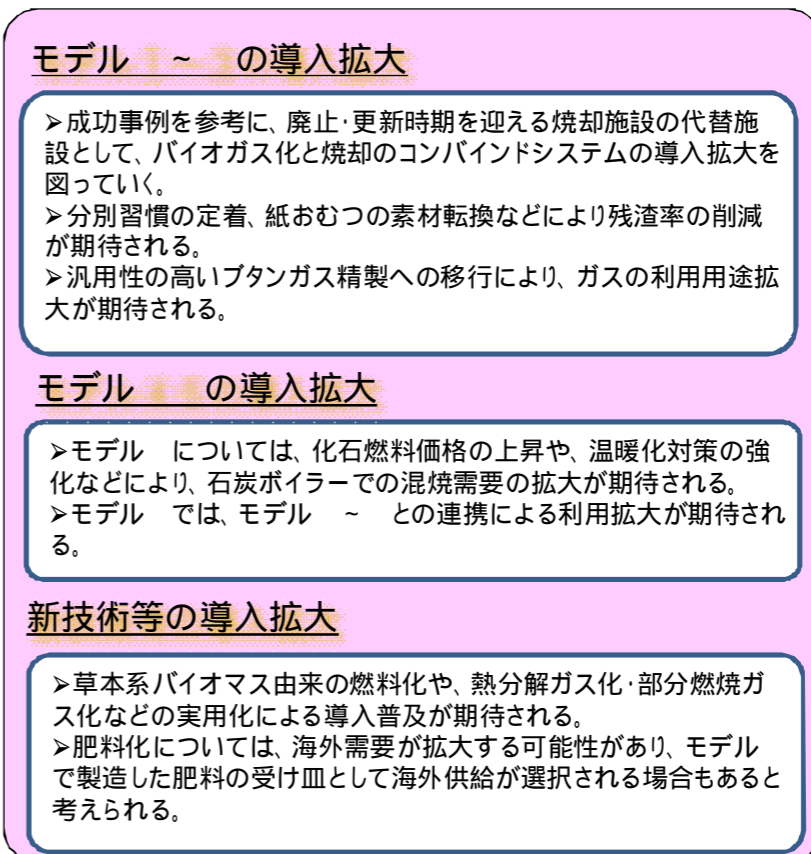 モデル　～　の導入拡大
➢成功事例を参考に、廃止・更新時期を迎える焼却施設の代替施
設として、バイオガス化と焼却のコンバインドシステムの導入拡大を
図っていく。
➢分別習慣の定着、紙おむつの素材転換などにより残渣率の削減
が期待される。
➢汎用性の高いブタンガス精製への移行により、ガスの利用用途拡
大が期待される。
モデル　　の導入拡大
➢モデル　については、化石燃料価格の上昇や、温暖化対策の強
化などにより、石炭ボイラーでの混焼需要の拡大が期待される。
➢モデル　では、モデル　～　との連携による利用拡大が期待され
る。
新技術等の導入拡大
➢草本系バイオマス由来の燃料化や、熱分解ガス化・部分燃焼ガ
ス化などの実用化による導入普及が期待される。
➢肥料化については、海外需要が拡大する可能性があり、モデル
で製造した肥料の受け皿として海外供給が選択される場合もあると
考えられる。